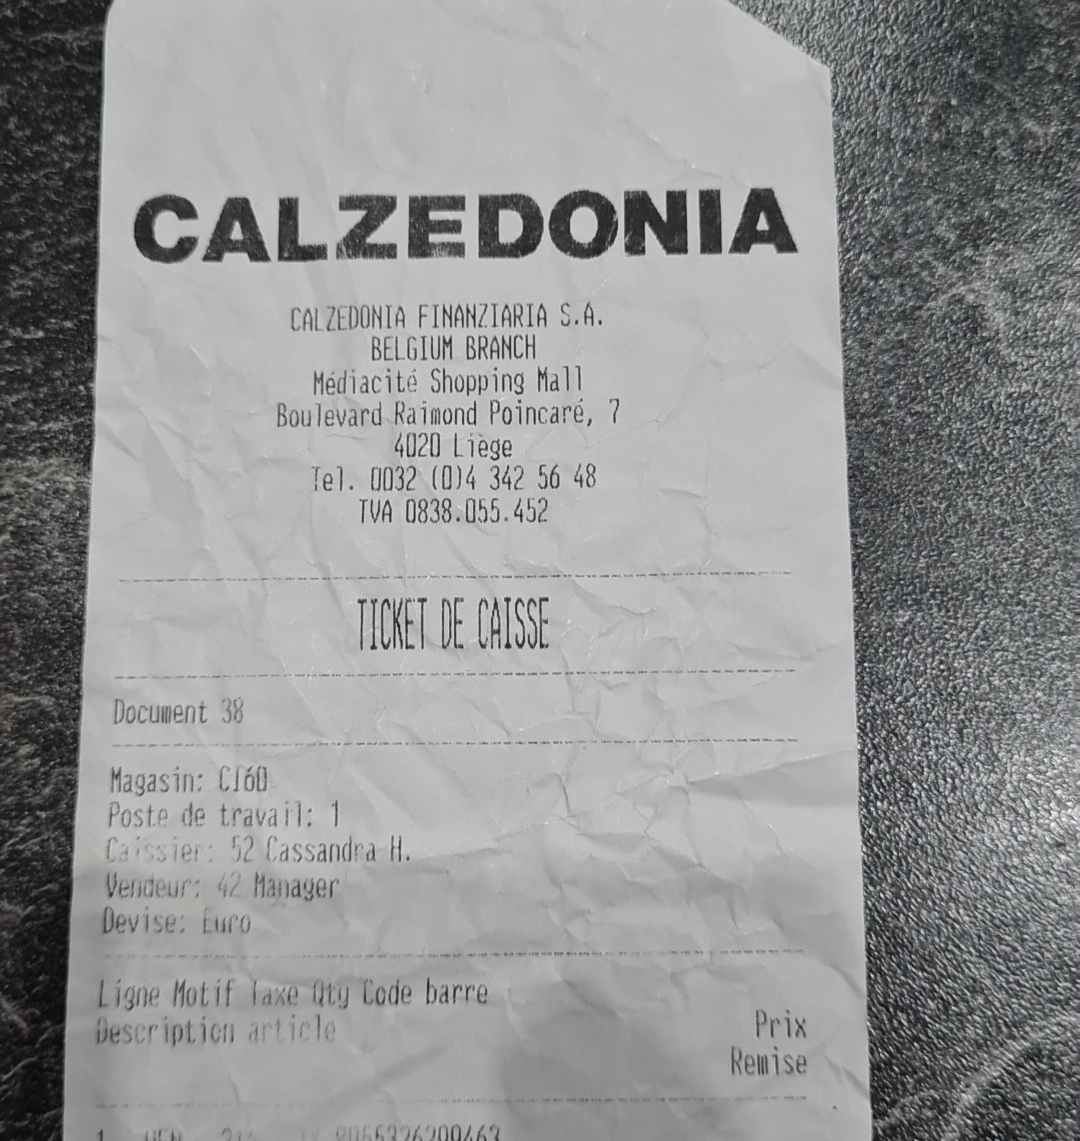 CALZEDONIA
CALZEDONIA FINANZIARIA S.A.
BELGIUM BRANCH
Médiacité Shopping Mall
Boulevard Raimond Poincaré, 7
4020 Liège
Tel. 0032 (0)4 342 56 48
TVA 0838.055.452
TICKET DE CAISSE
Document 38
Magasin: CI60
Poste de travail: 1
Caissier: 52 Cassandra H.
Vendeur: 42 Manager
Devise: Euro
Ligne Motif Taxe Qty Code barre
Description article
Prix
Remise
1